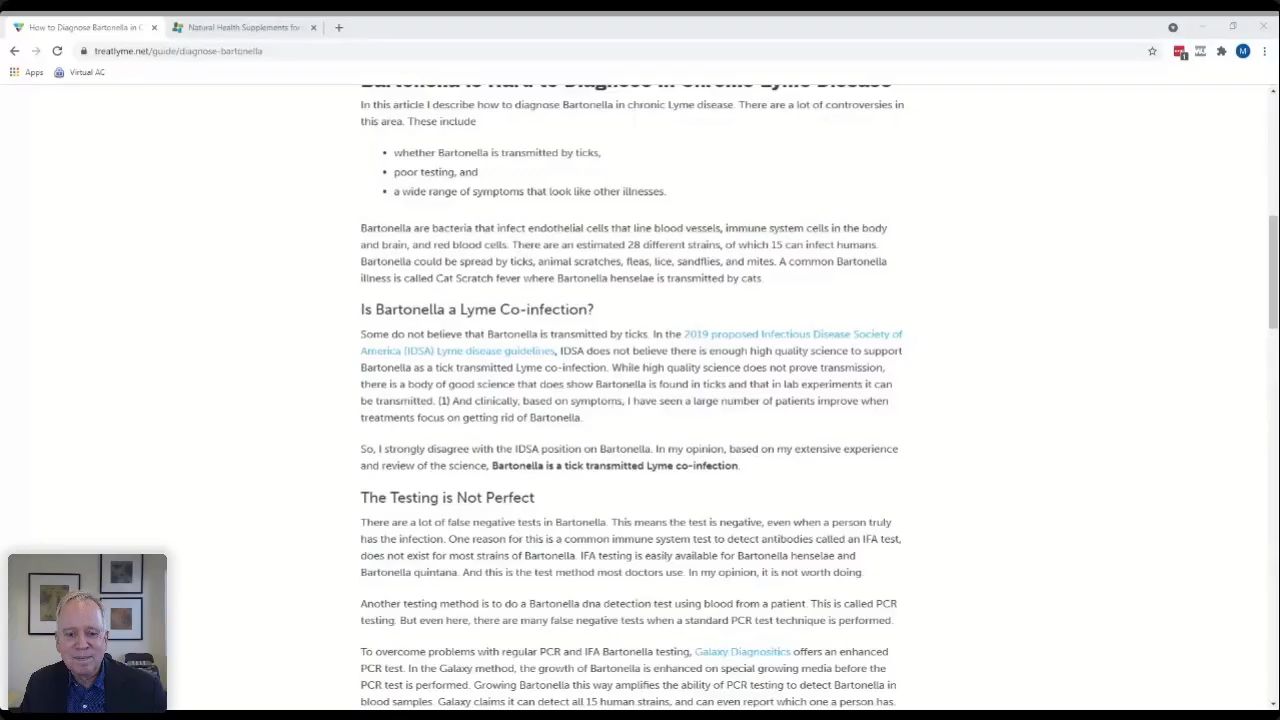 How to Diagnose Bartonella in C
Natural Health Supplements for
treatlyme.net/guide/diagnose-bartonella
1
M
Apps
Virtual AC
Bartonella is Hard to Diagnose in Chronic Lyme Disease
In this article I describe how to diagnose Bartonella in chronic Lyme disease. There are a lot of controversies in
this area. These include
• whether Bartonella is transmitted by ticks,
• poor testing, and
• a wide range of symptoms that look like other illnesses.
Bartonella are bacteria that infect endothelial cells that line blood vessels, immune system cells in the body
and brain, and red blood cells. There are an estimated 28 different strains, of which 15 can infect humans.
Bartonella could be spread by ticks, animal scratches, fleas, lice, sandflies, and mites. A common Bartonella
illness is called Cat Scratch fever where Bartonella henselae is transmitted by cats.
Is Bartonella a Lyme Co-infection?
Some do not believe that Bartonella is transmitted by ticks. In the 2019 proposed Infectious Disease Society of
America (IDSA) Lyme disease guidelines, IDSA does not believe there is enough high quality science to support
Bartonella as a tick transmitted Lyme co-infection. While high quality science does not prove transmission,
there is a body of good science that does show Bartonella is found in ticks and that in lab experiments it can
be transmitted. (1) And clinically, based on symptoms, I have seen a large number of patients improve when
treatments focus on getting rid of Bartonella.
So, I strongly disagree with the IDSA position on Bartonella. In my opinion, based on my extensive experience
and review of the science, Bartonella is a tick transmitted Lyme co-infection.
The Testing is Not Perfect
There are a lot of false negative tests in Bartonella. This means the test is negative, even when a person truly
has the infection. One reason for this is a common immune system test to detect antibodies called an IFA test,
does not exist for most strains of Bartonella. IFA testing is easily available for Bartonella henselae and
Bartonella quintana. And this is the test method most doctors use. In my opinion, it is not worth doing.
Another testing method is to do a Bartonella dna detection test using blood from a patient. This is called PCR
testing. But even here, there are many false negative tests when a standard PCR test technique is performed.
To overcome problems with regular PCR and IFA Bartonella testing, Galaxy Diagnositics offers an enhanced
PCR test. In the Galaxy method, the growth of Bartonella is enhanced on special growing media before the
PCR test is performed. Growing Bartonella this way amplifies the ability of PCR testing to detect Bartonella in
blood samples. Galaxy claims it can detect all 15 human strains, and can even report which one a person has.